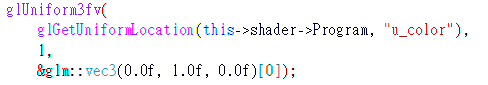 glUniform3fv(
glGetUniformLocation(this->shader->Program, "u_color"),
1,
&glm::vec3(0.0f, 1.0f, 0.0f)[0]);